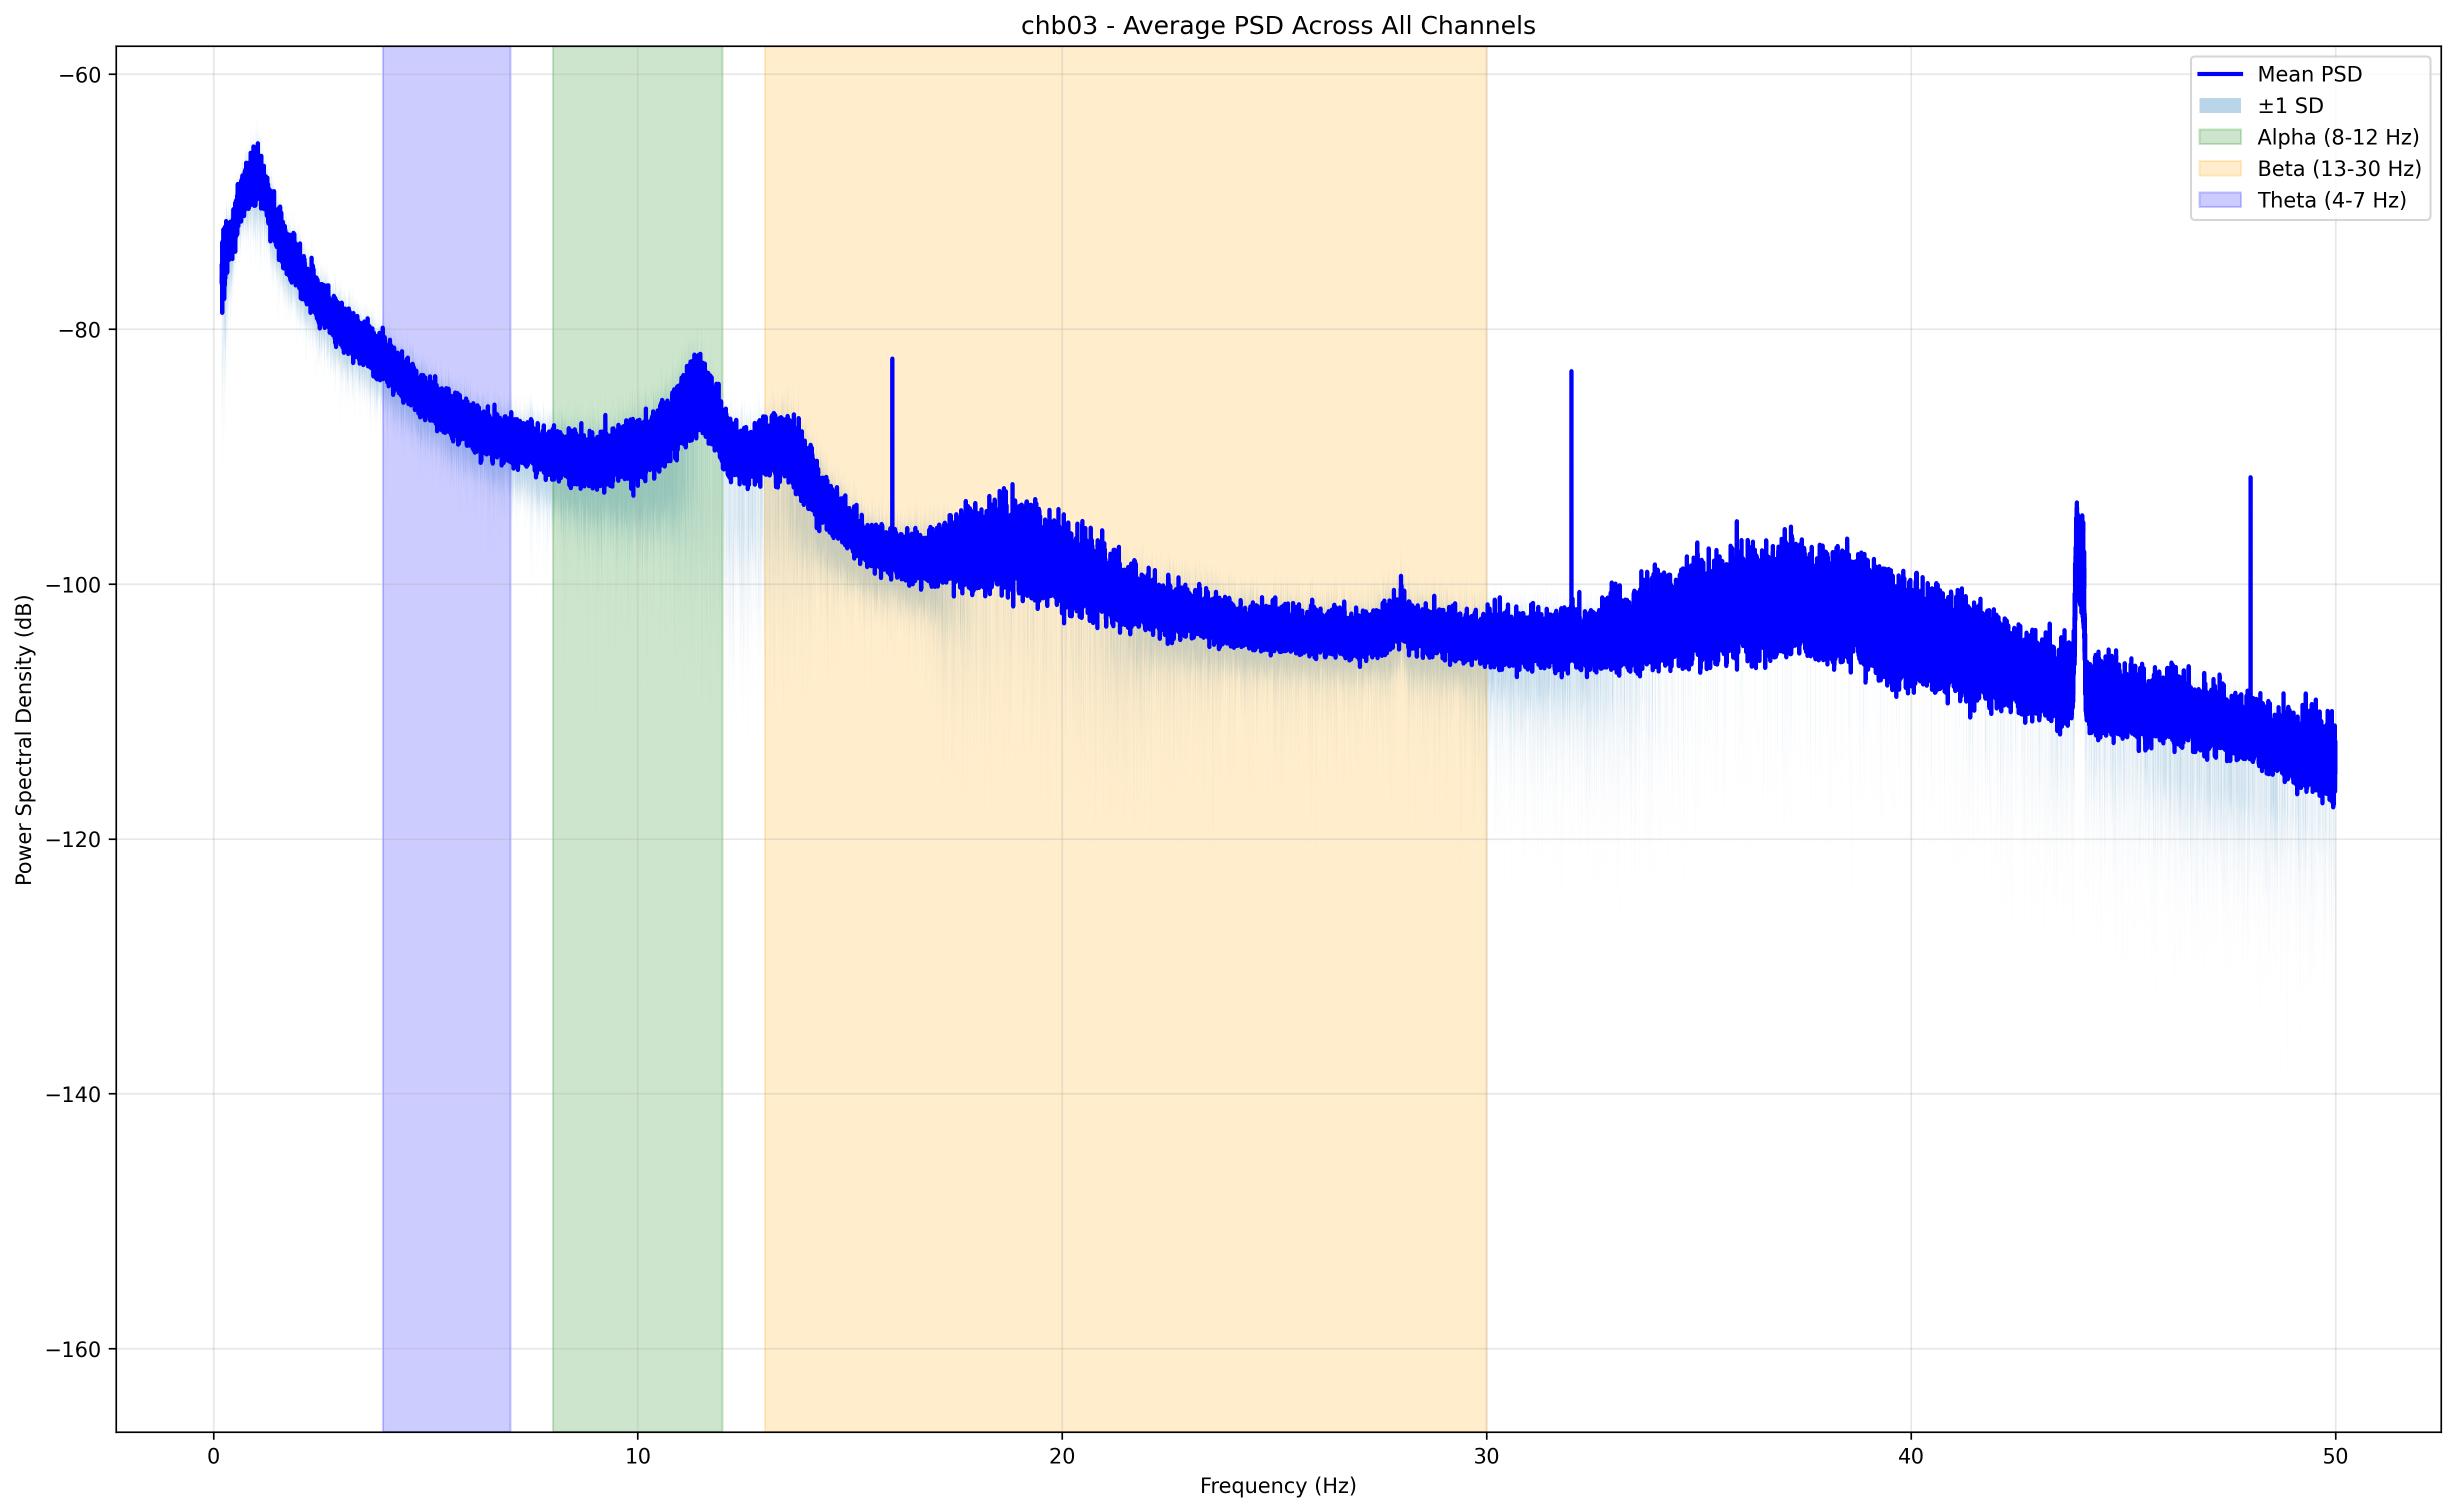 chb03 - Average PSD Across All Channels
Power Spectral Density (dB)
−60
−80
−100
−120
−140
−160
Mean PSD
±1 SD
Alpha (8-12 Hz)
Beta (13-30 Hz)
Theta (4-7 Hz)
0
10
20
30
40
50
Frequency (Hz)